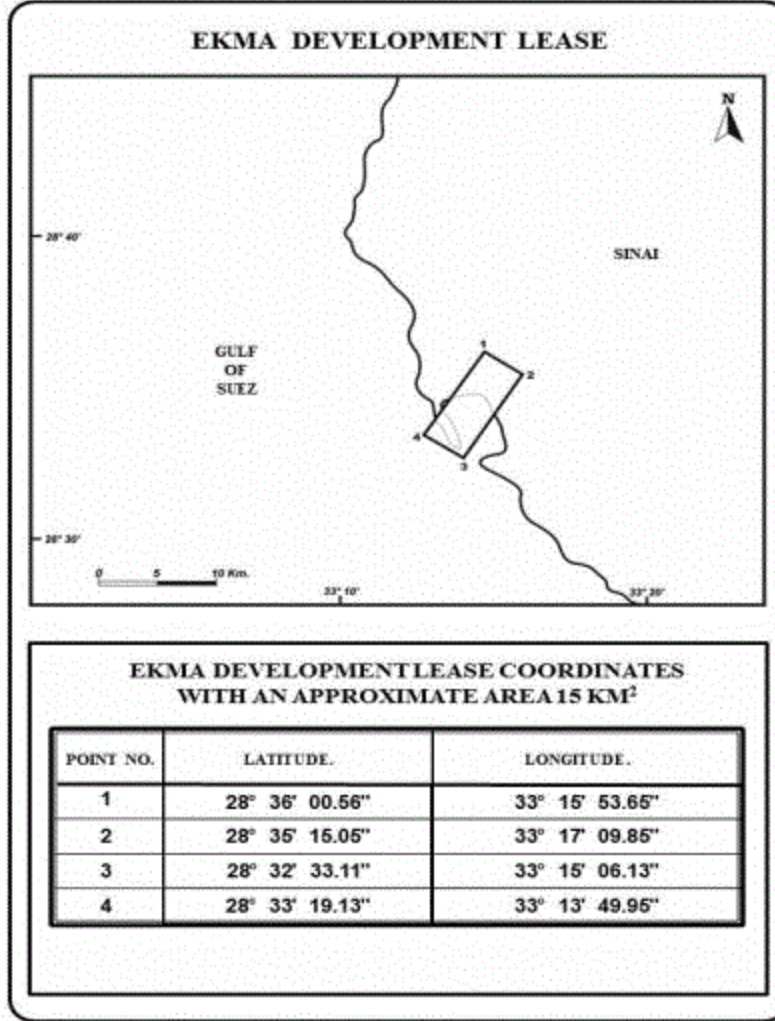 EKMA DEVELOPMENT LEASE
N
28° 40'
SINAI
GULF
OF
SUEZ
1
2
4
3
28° 30'
0 5 10 Km.
33° 10'
33° 20'
EKMA DEVELOPMENT LEASE COORDINATES
WITH AN APPROXIMATE AREA 15 KM²
POINT NO. LATITUDE. LONGITUDE.
1 28° 36' 00.56" 33° 15' 53.65"
2 28° 35' 15.05" 33° 17' 09.85"
3 28° 32' 33.11" 33° 15' 06.13"
4 28° 33' 19.13" 33° 13' 49.95"